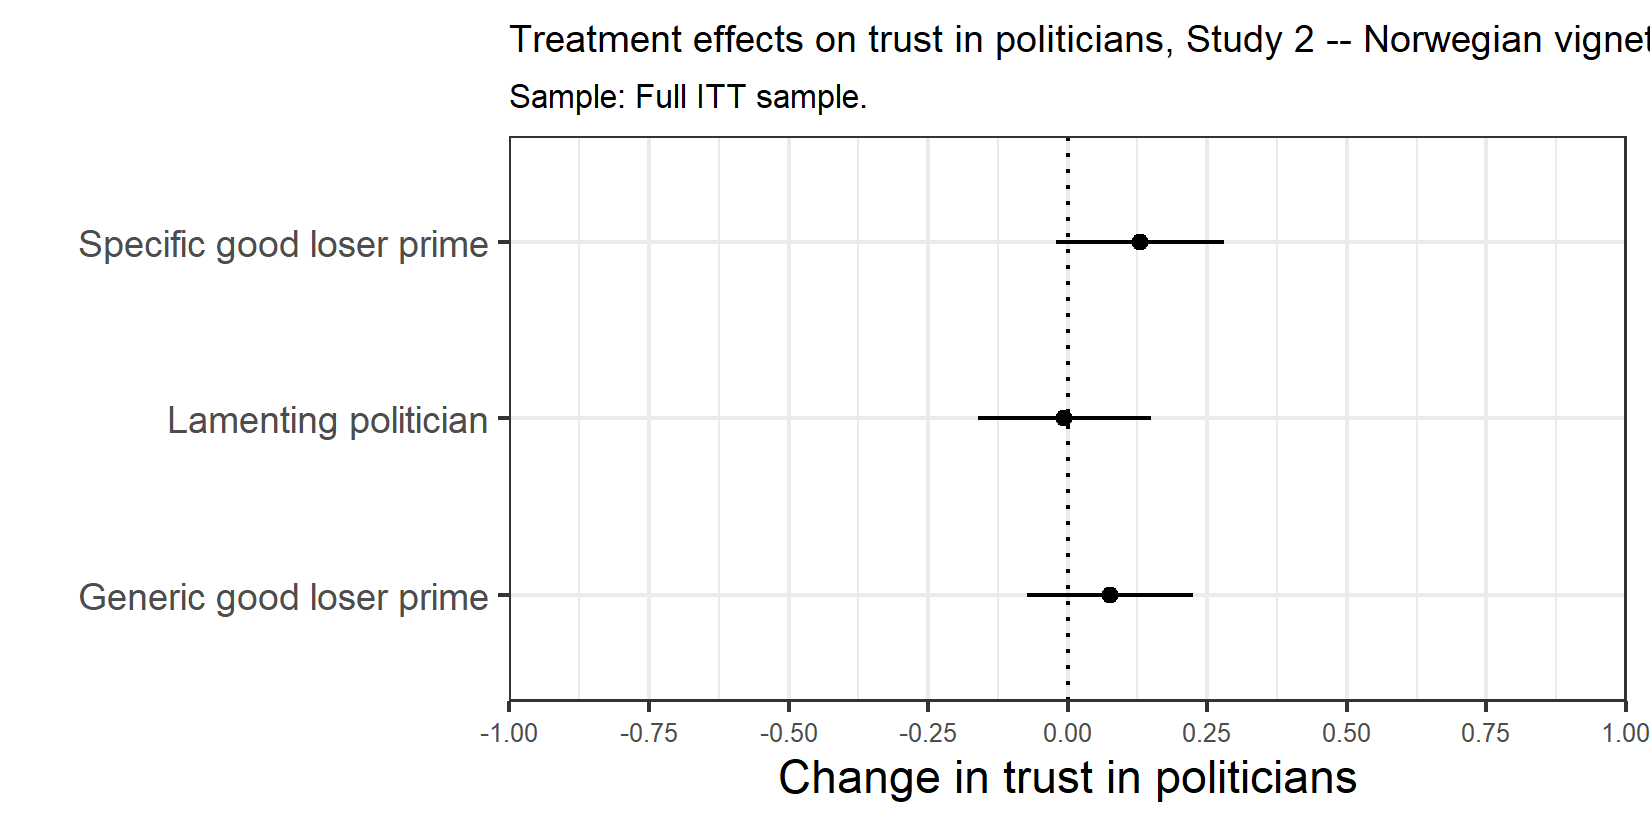 Treatment effects on trust in politicians, Study 2 -- Norwegian vignet
Sample: Full ITT sample.
Specific good loser prime
Lamenting politician
Generic good loser prime
-1.00 -0.75 -0.50 -0.25 0.00 0.25 0.50 0.75 1.00
Change in trust in politicians